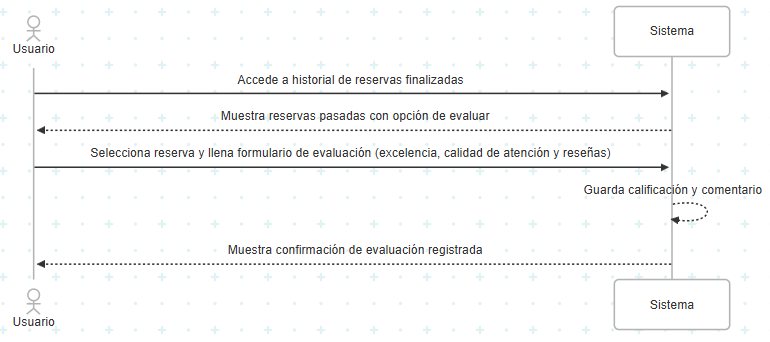 Usuario
Sistema
Accede a historial de reservas finalizadas
Muestra reservas pasadas con opción de evaluar
Selecciona reserva y llena formulario de evaluación (excelencia, calidad de atención y reseñas)
Guarda calificación y comentario
Muestra confirmación de evaluación registrada
Usuario
Sistema